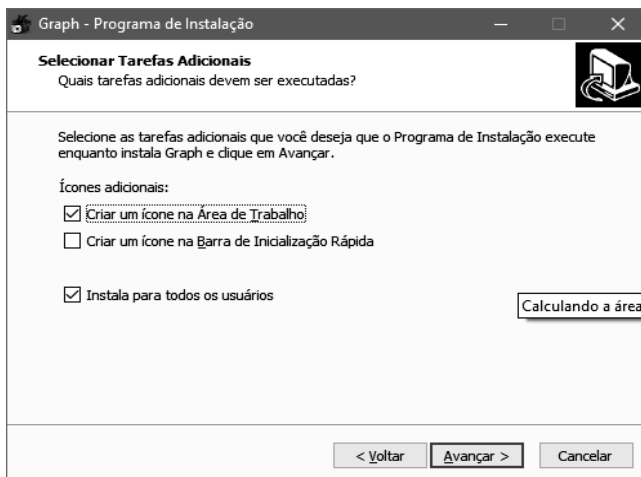 Graph - Programa de Instalação
Selecionar Tarefas Adicionais
Quais tarefas adicionais devem ser executadas?
Selecione as tarefas adicionais que você deseja que o Programa de Instalação execute
enquanto instala Graph e clique em Avançar.
Ícones adicionais:
Criar um ícone na Área de Trabalho
Criar um ícone na Barra de Inicialização Rápida
Instala para todos os usuários
Calculando a área
< Voltar
Avançar >
Cancelar